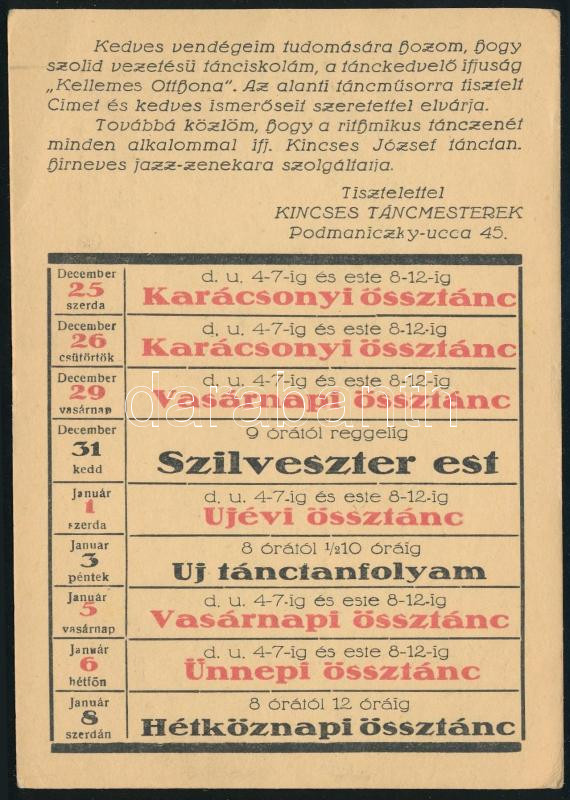 Kedves vendégeim tudomására hozom, hogy
szolid vezetésü tánciskolám, a tánckedvelő ifjuság
„Kellemes Otthona". Az alanti táncműsorra tisztelt
Cimet és kedves ismerőseit szeretettel elvárja.
Továbbá közlöm, hogy a rithmikus tánczenét
minden alkalommal ifj. Kincses József tánctan.
hirneves jazz-zenekara szolgáltatja.
Tisztelettel
KINCSES TÁNCMESTEREK
Podmaniczky-ucca 45.
December
25
szerda
d. u. 4-7-ig és este 8-12-ig
Karácsonyi össztánc
December
26
csütörtök
d. u. 4-7-ig és este 8-12-ig
Karácsonyi össztánc
December
29
vasárnap
d. u. 4-7-ig és este 8-12-ig
Vasárnapi össztánc
December
31
kedd
9 órától reggelig
Szilveszter est
Január
1
szerda
d. u. 4-7-ig és este 8-12-ig
Ujévi össztánc
Január
3
péntek
8 órától 1/210 óráig
Uj tánctanfolyam
Január
5
vasárnap
d. u. 4-7-ig és este 8-12-ig
Vasárnapi össztánc
Január
6
hétfőn
d. u. 4-7-ig és este 8-12-ig
Ünnepi össztánc
Január
8
szerdán
8 órától 12 óráig
Hétköznapi össztánc
darabanth